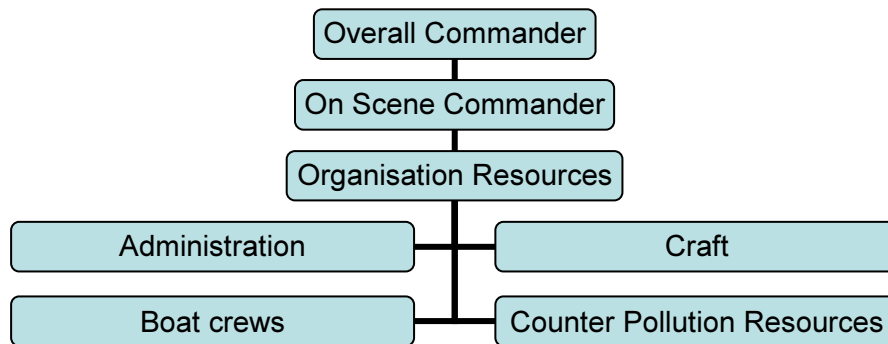 Overall Commander
On Scene Commander
Organisation Resources
Administration
Craft
Boat crews
Counter Pollution Resources